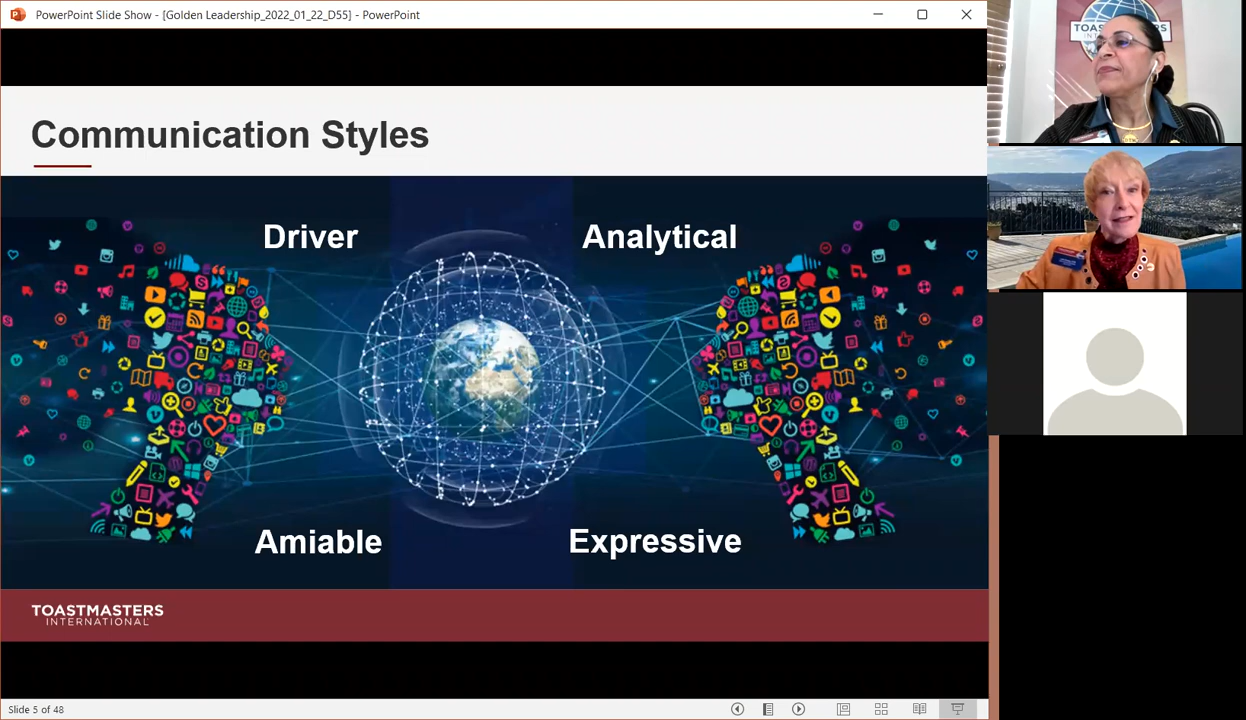 PowerPoint Slide Show - [Golden Leadership_2022_01_22_D55] - PowerPoint
Communication Styles
Driver
Analytical
Amiable
Expressive
TOASTMASTERS
INTERNATIONAL
Slide 5 of 48